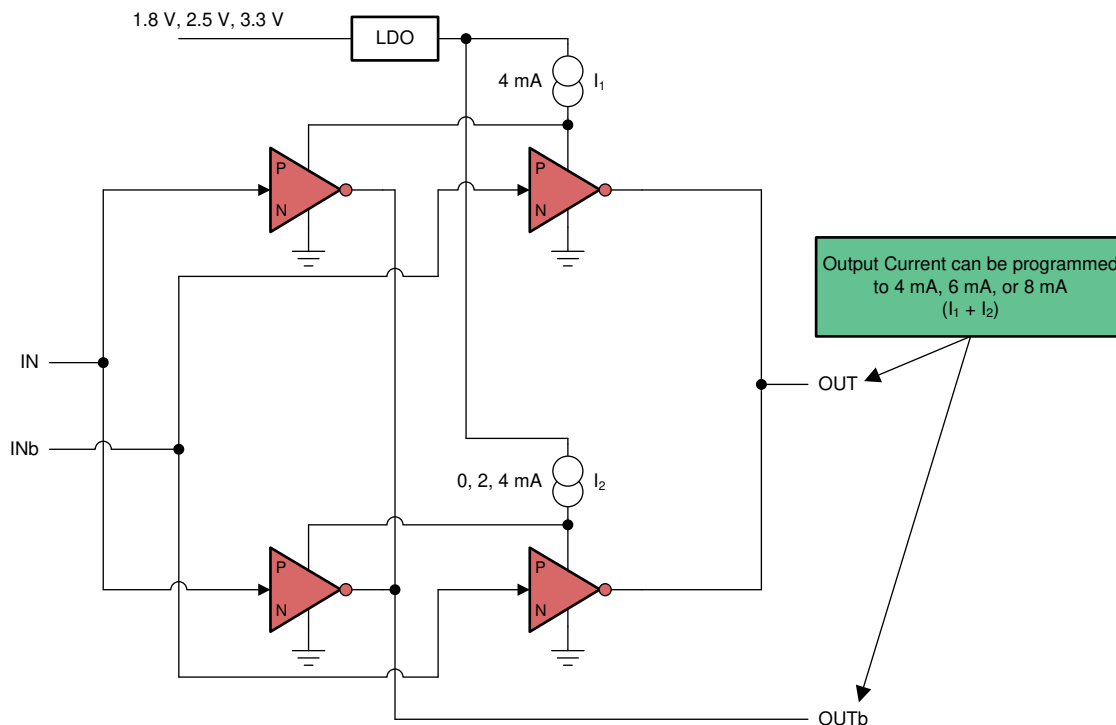 1.8 V, 2.5 V, 3.3 V
LDO
4 mA
I₁
P
N
P
N
Output Current can be programmed
to 4 mA, 6 mA, or 8 mA
(I₁ + I₂)
IN
OUT
INb
0, 2, 4 mA
I₂
P
N
P
N
OUTb